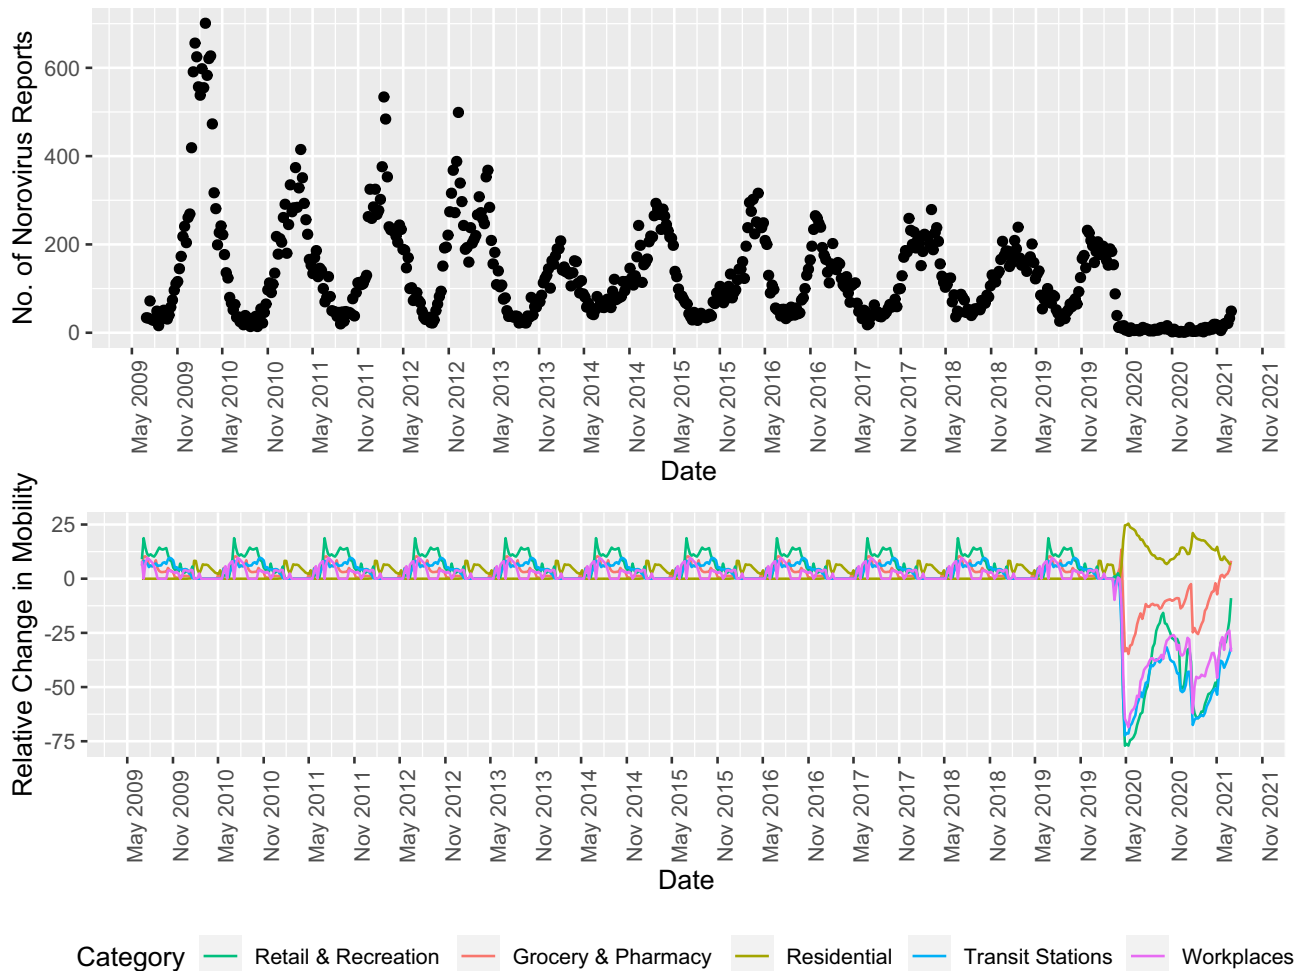 No. of Norovirus Reports
600
400
200
0
May 2009
Nov 2009
May 2010
Nov 2010
May 2011
Nov 2011
May 2012
Nov 2012
May 2013
Nov 2013
May 2014
Nov 2014
May 2015
Nov 2015
May 2016
Nov 2016
May 2017
Nov 2017
May 2018
Nov 2018
May 2019
Nov 2019
May 2020
Nov 2020
May 2021
Nov 2021
Date
Relative Change in Mobility
25
0
-25
-50
-75
May 2009
Nov 2009
May 2010
Nov 2010
May 2011
Nov 2011
May 2012
Nov 2012
May 2013
Nov 2013
May 2014
Nov 2014
May 2015
Nov 2015
May 2016
Nov 2016
May 2017
Nov 2017
May 2018
Nov 2018
May 2019
Nov 2019
May 2020
Nov 2020
May 2021
Nov 2021
Date
Category Retail & Recreation Grocery & Pharmacy Residential Transit Stations Workplaces